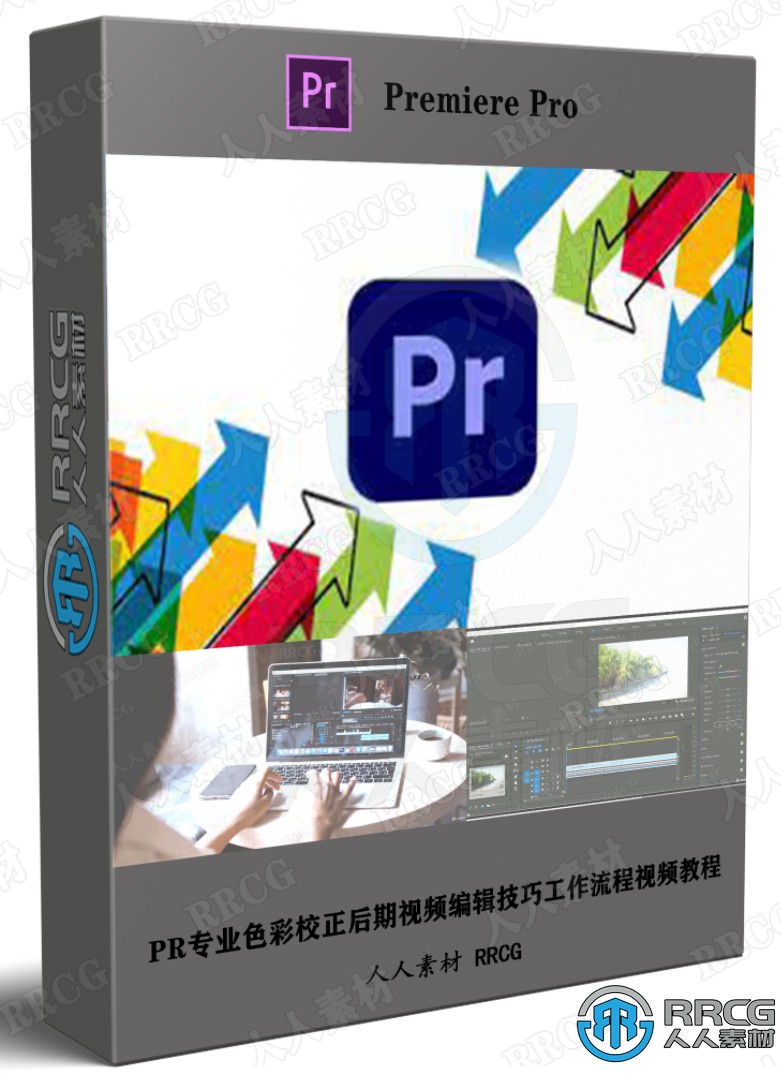 Pr Premiere Pro
Pr
RRCG
人人素材
PR专业色彩校正后期视频编辑技巧工作流程视频教程
人人素材 RRCG
RRCG
人人素材